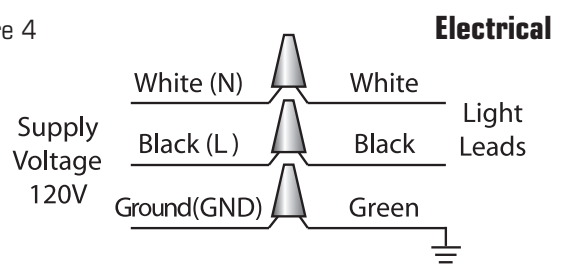 4
Electrical
White (N) White
Supply Voltage 120V
Black (L) Black
Light Leads
Ground(GND) Green